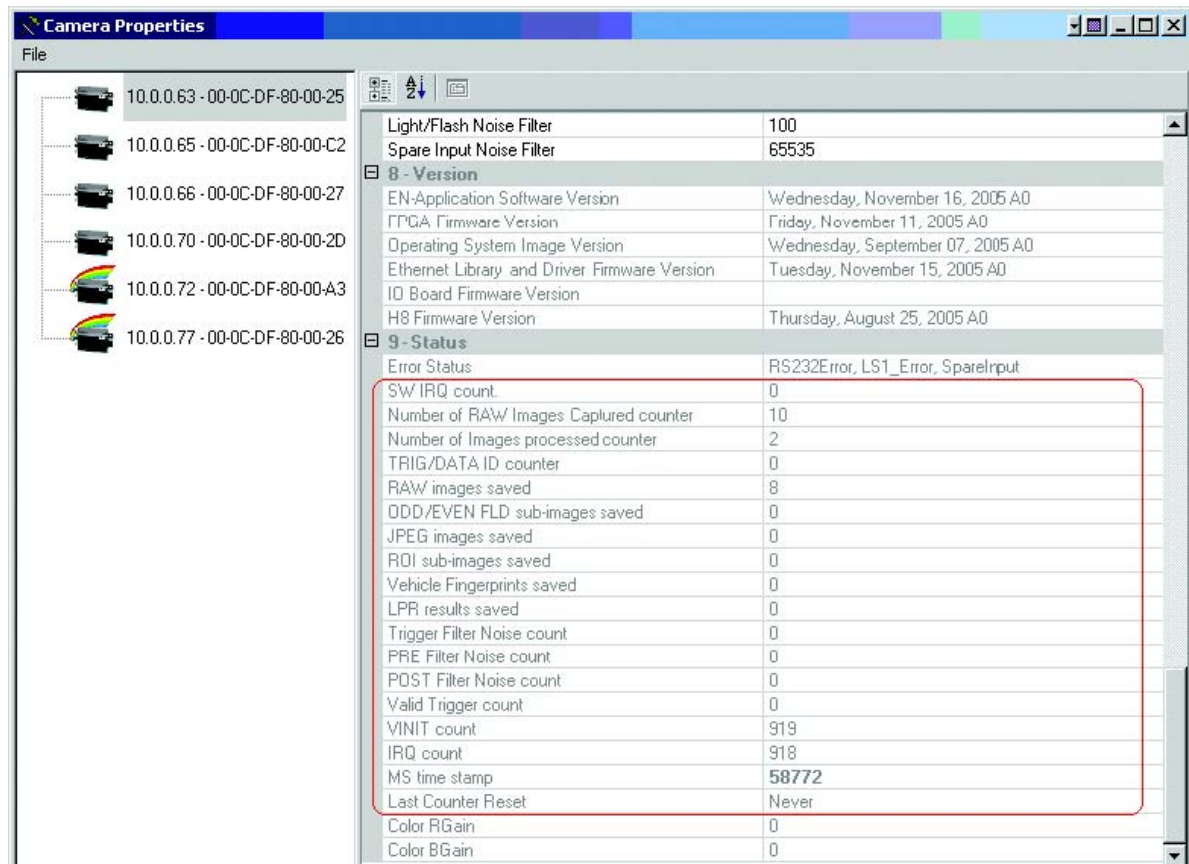 Camera Properties
File
10.0.0.63 - 00-0C-DF-80-00-25
10.0.0.65 - 00-0C-DF-80-00-C2
10.0.0.66 - 00-0C-DF-80-00-27
10.0.0.70 - 00-0C-DF-80-00-2D
10.0.0.72 - 00-0C-DF-80-00-A3
10.0.0.77 - 00-0C-DF-80-00-26
Light/Flash Noise Filter 100
Spare Input Noise Filter 65535
8 - Version
EN-Application Software Version Wednesday, November 16, 2005 A0
FPGA Firmware Version Friday, November 11, 2005 A0
Operating System Image Version Wednesday, September 07, 2005 A0
Ethernet Library and Driver Firmware Version Tuesday, November 15, 2005 A0
IO Board Firmware Version
H8 Firmware Version Thursday, August 25, 2005 A0
9 - Status
Error Status RS232Error, LS1_Error, SpareInput
SW IRQ count. 0
Number of RAW Images Captured counter 10
Number of Images processed counter 2
TRIG/DATA ID counter 0
RAW images saved 8
ODD/EVEN FLD sub-images saved 0
JPEG images saved 0
ROI sub-images saved 0
Vehicle Fingerprints saved 0
LPR results saved 0
Trigger Filter Noise count 0
PRE Filter Noise count 0
POST Filter Noise count 0
Valid Trigger count 0
VINIT count 919
IRQ count 918
MS time stamp 58772
Last Counter Reset Never
Color RGain 0
Color BGain 0